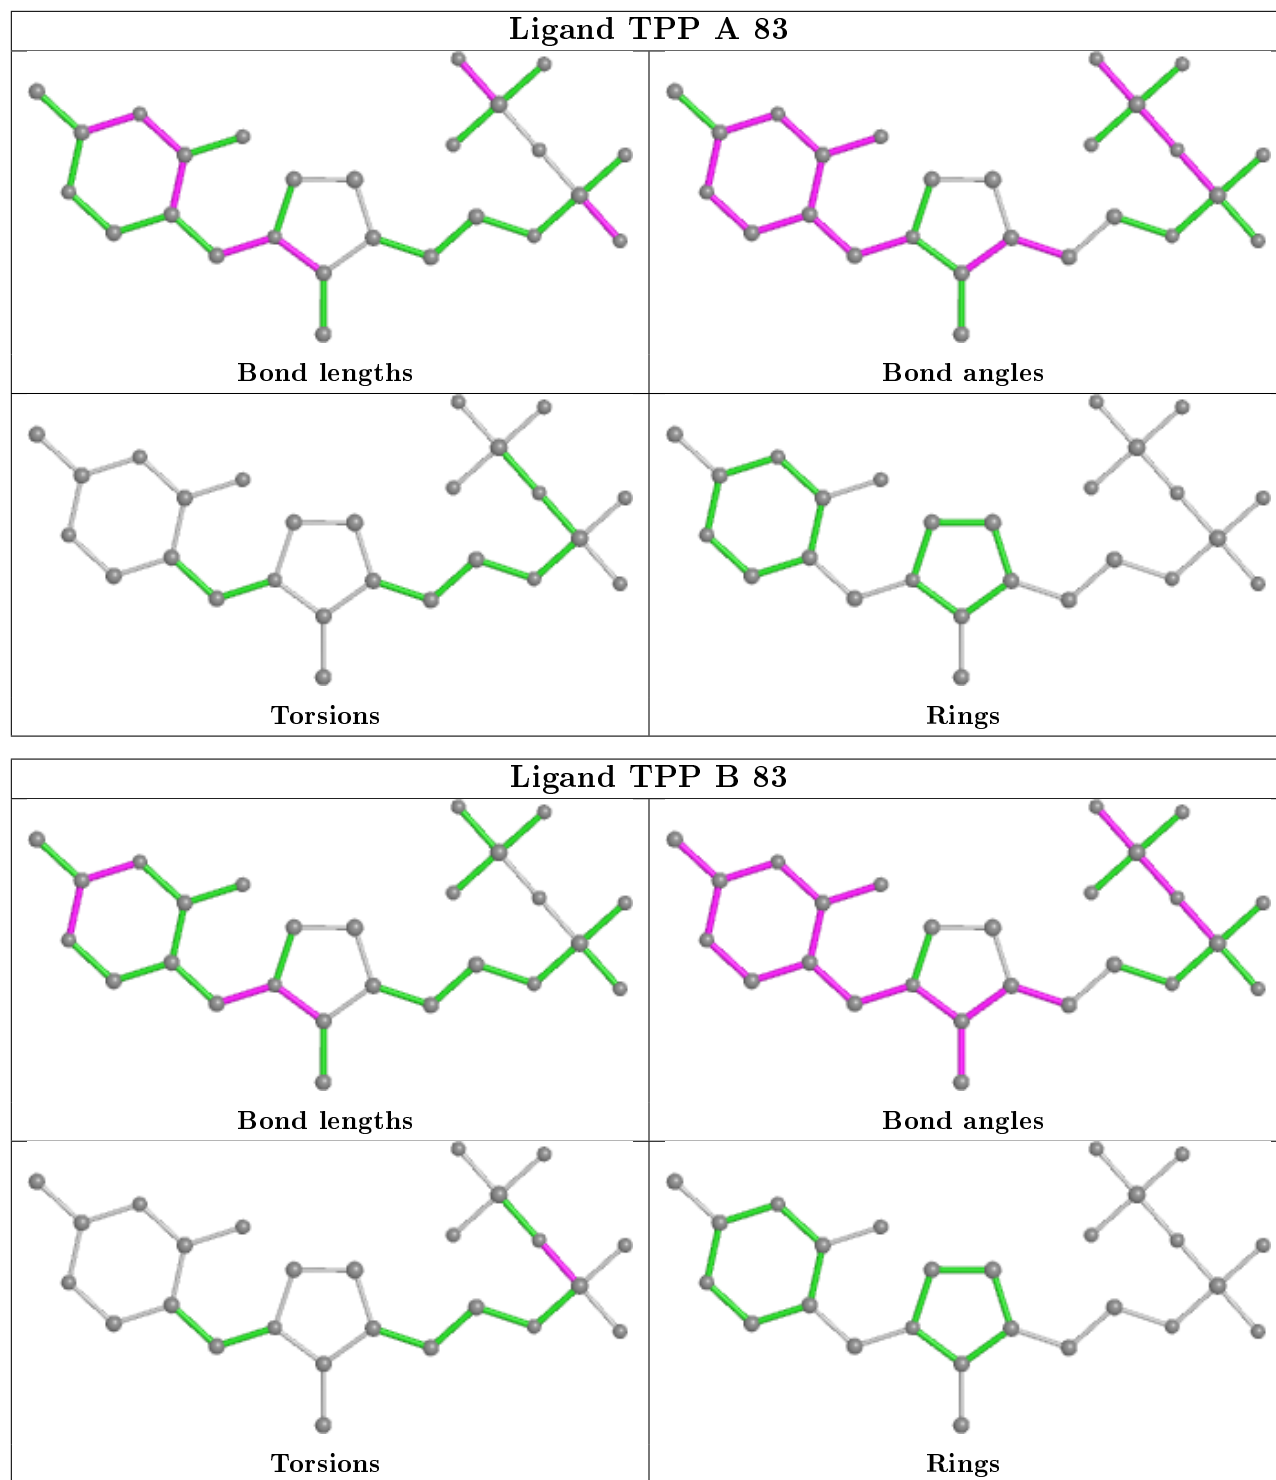 Ligand TPP A 83
Bond lengths
Bond angles
Torsions
Rings
Ligand TPP B 83
Bond lengths
Bond angles
Torsions
Rings